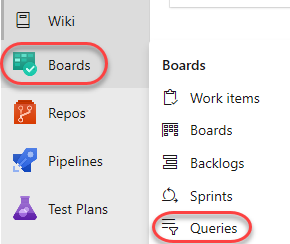 Wiki
Boards
Repos
Pipelines
Test Plans
Boards
Work items
Boards
Backlogs
Sprints
Queries